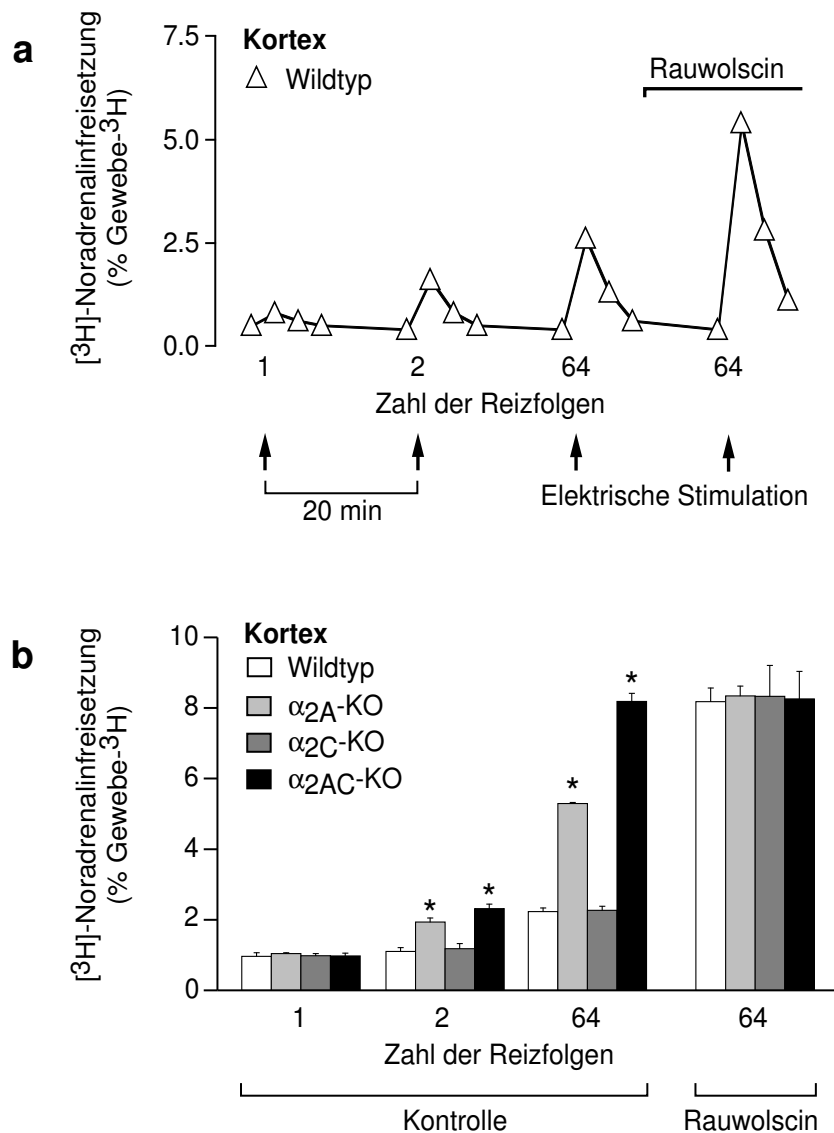 a
[³H]-Noradrenalinfreisetzung
(% Gewebe-³H)
7.5
5.0
2.5
0.0
Kortex
Wildtyp
Rauwolscin
1 2 64 64
Zahl der Reizfolgen
20 min
Elektrische Stimulation
b
[³H]-Noradrenalinfreisetzung
(% Gewebe-³H)
10
8
6
4
2
0
Kortex
Wildtyp
α2A-KO
α2C-KO
α2AC-KO
* * * *
1 2 64 64
Zahl der Reizfolgen
Kontrolle Rauwolscin